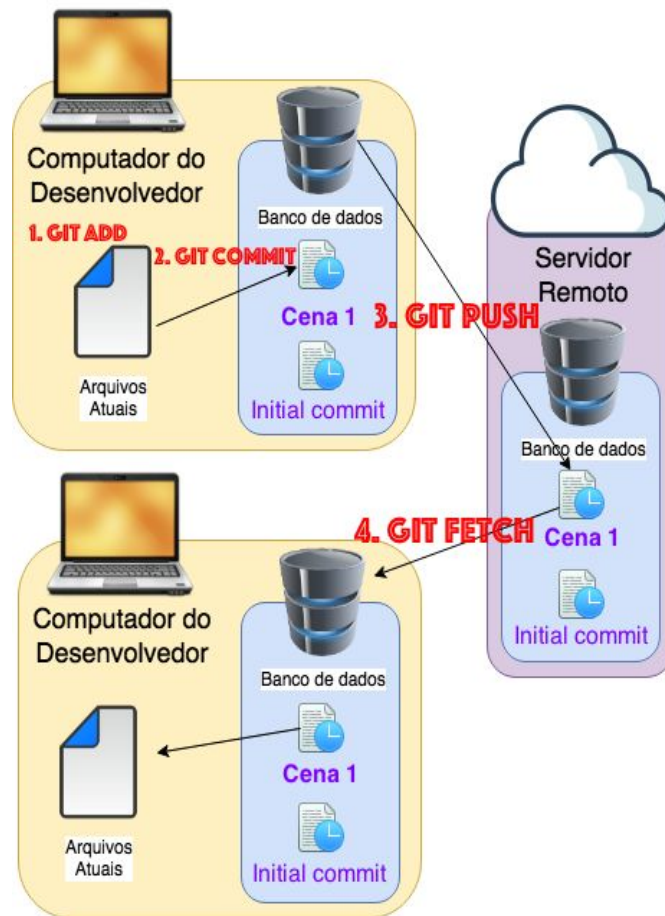 Computador do
Desenvolvedor
1. GIT ADD
2. GIT COMMIT
Arquivos
Atuais
Banco de dados
Cena 1
Initial commit
3. GIT PUSH
Servidor
Remoto
Banco de dados
Cena 1
Initial commit
4. GIT FETCH
Computador do
Desenvolvedor
Banco de dados
Cena 1
Initial commit
Arquivos
Atuais